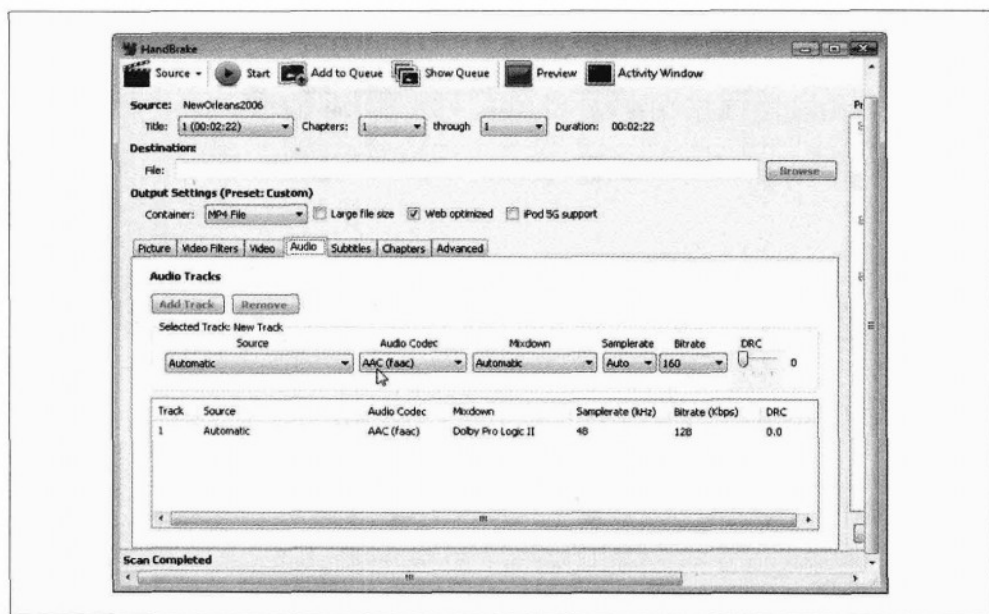 HandBrake
Source Start Add to Queue Show Queue Preview Activity Window
Source: NewOrleans2006
Title: 1 (00:02:22) Chapters: 1 through 1 Duration: 00:02:22
Destination:
File: Browse
Output Settings (Preset: Custom)
Container: MP4 File Large file size Web optimized iPod 5G support
Picture Video Filters Video Audio Subtitles Chapters Advanced
Audio Tracks
Add Track Remove
Selected Track: New Track
Source Audio Codec Mixdown Samplerate Bitrate DRC
Automatic AAC (faac) Automatic Auto 160 0
Track Source Audio Codec Mixdown Samplerate (kHz) Bitrate (Kbps) DRC
1 Automatic AAC (faac) Dolby Pro Logic II 48 128 0.0
Scan Completed